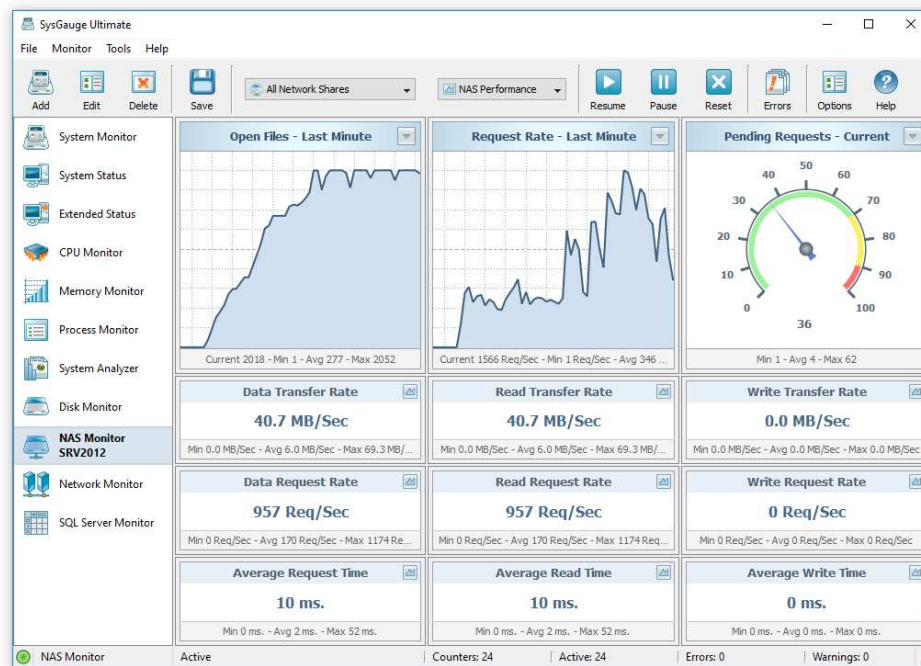 SysGauge Ultimate
File Monitor Tools Help
Add Edit Delete Save All Network Shares NAS Performance Resume Pause Reset Errors Options Help
System Monitor
System Status
Extended Status
CPU Monitor
Memory Monitor
Process Monitor
System Analyzer
Disk Monitor
NAS Monitor
SRV2012
Network Monitor
SQL Server Monitor
Open Files - Last Minute
Current 2018 - Min 1 - Avg 277 - Max 2052
Request Rate - Last Minute
Current 1566 Req/Sec - Min 1 Req/Sec - Avg 346 ...
Pending Requests - Current
0 10 20 30 40 50 60 70 80 90 100
36
Min 1 - Avg 4 - Max 62
Data Transfer Rate
40.7 MB/Sec
Min 0.0 MB/Sec - Avg 6.0 MB/Sec - Max 69.3 MB/...
Read Transfer Rate
40.7 MB/Sec
Min 0.0 MB/Sec - Avg 6.0 MB/Sec - Max 69.3 MB/...
Write Transfer Rate
0.0 MB/Sec
Min 0.0 MB/Sec - Avg 0.0 MB/Sec - Max 0.0 MB/Sec
Data Request Rate
957 Req/Sec
Min 0 Req/Sec - Avg 170 Req/Sec - Max 1174 Re...
Read Request Rate
957 Req/Sec
Min 0 Req/Sec - Avg 170 Req/Sec - Max 1174 Req...
Write Request Rate
0 Req/Sec
Min 0 Req/Sec - Avg 0 Req/Sec - Max 0 Req/Sec
Average Request Time
10 ms.
Min 0 ms. - Avg 2 ms. - Max 52 ms.
Average Read Time
10 ms.
Min 0 ms. - Avg 2 ms. - Max 52 ms.
Average Write Time
0 ms.
Min 0 ms. - Avg 0 ms. - Max 0 ms.
NAS Monitor Active Counters: 24 Active: 24 Errors: 0 Warnings: 0